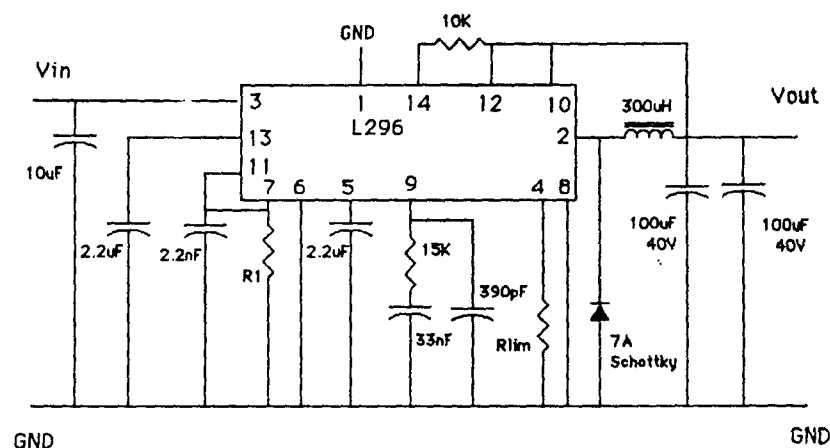 10K
GND
Vin
3 1 14 12 10
L296
300uH
Vout
13
2
11
7 6 5 9 4 8
10uF
2.2uF
2.2nF
R1
2.2uF
15K
390pF
33nF
Rlim
7A
Schottky
100uF
40V
100uF
40V
GND
GND